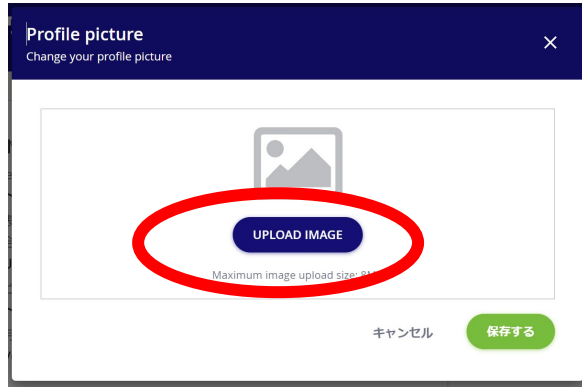 Profile picture
Change your profile picture
UPLOAD IMAGE
Maximum image upload size:
キャンセル
保存する